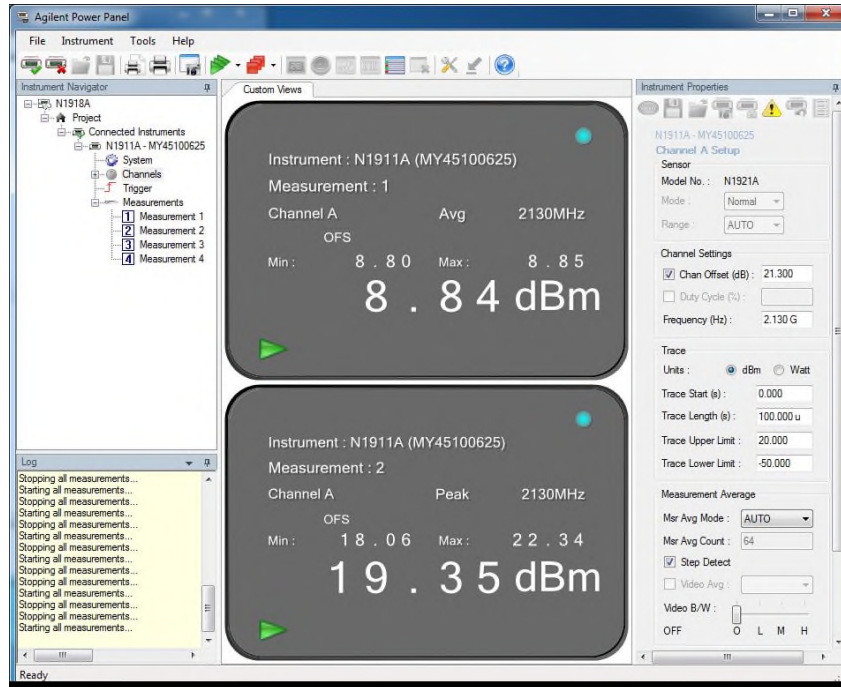 Agilent Power Panel
File Instrument Tools Help
Instrument Navigator
N1918A
Project
Connected Instruments
N1911A - MY45100625
System
Channels
Trigger
Measurements
1 Measurement 1
2 Measurement 2
3 Measurement 3
4 Measurement 4
Log
Stopping all measurements...
Starting all measurements...
Stopping all measurements...
Starting all measurements...
Stopping all measurements...
Starting all measurements...
Stopping all measurements...
Starting all measurements...
Stopping all measurements...
Starting all measurements...
Stopping all measurements...
Starting all measurements...
Stopping all measurements...
Starting all measurements...
Ready
Custom Views
Instrument : N1911A (MY45100625)
Measurement : 1
Channel A Avg 2130MHz
OFS
Min : 8 . 8 0 Max : 8 . 8 5
8 . 8 4 dBm
Instrument : N1911A (MY45100625)
Measurement : 2
Channel A Peak 2130MHz
OFS
Min : 1 8 . 0 6 Max : 2 2 . 3 4
1 9 . 3 5 dBm
Instrument Properties
N1911A - MY45100625
Channel A Setup
Sensor
Model No. : N1921A
Mode : Normal
Range : AUTO
Channel Settings
Chan Offset (dB) : 21.300
Duty Cycle (%) :
Frequency (Hz) : 2.130 G
Trace
Units : dBm Watt
Trace Start (s) : 0.000
Trace Length (s) : 100.000 u
Trace Upper Limit : 20.000
Trace Lower Limit : -50.000
Measurement Average
Msr Avg Mode : AUTO
Msr Avg Count : 64
Step Detect
Video Avg :
Video B/W :
OFF O L M H